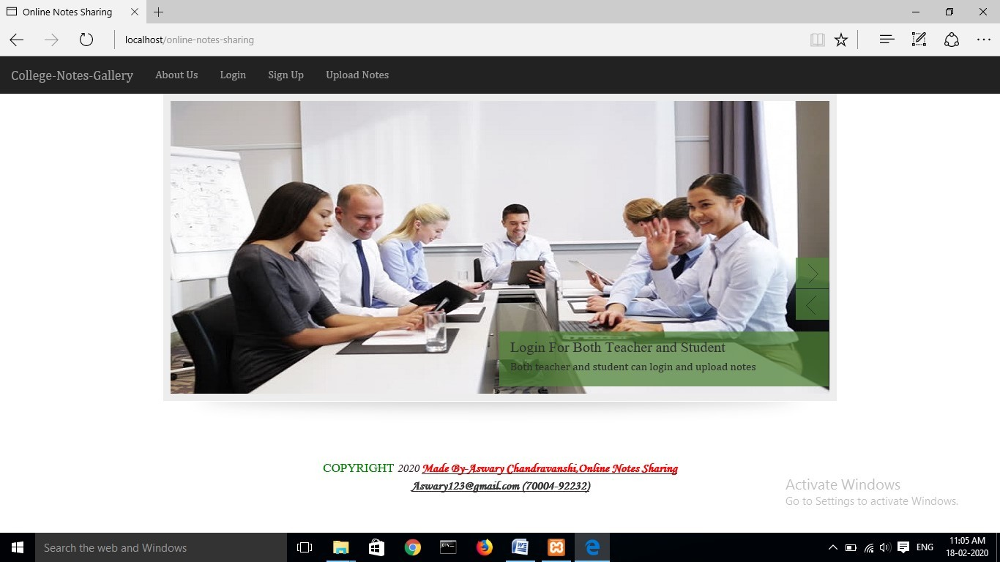 Online Notes Sharing
localhost/online-notes-sharing
College-Notes-Gallery About Us Login Sign Up Upload Notes
Login For Both Teacher and Student
Both teacher and student can login and upload notes
COPYRIGHT 2020 Made By-Aswary Chandravanshi,Online Notes Sharing
Aswary123@gmail.com (70004-92232)
Activate Windows
Go to Settings to activate Windows.
Search the web and Windows
ENG
11:05 AM
18-02-2020